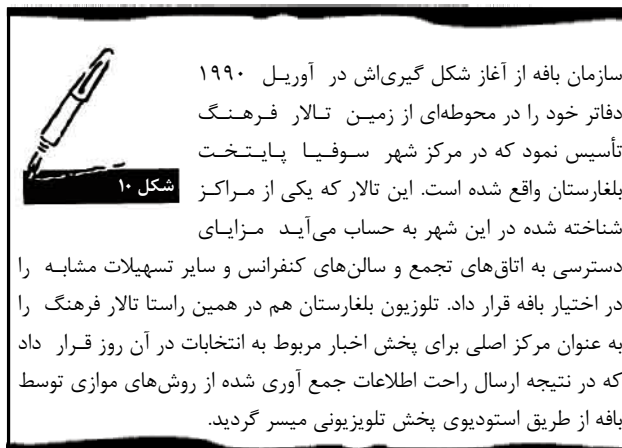 سازمان بافه از آغاز شکل گیری‌اش در آوریل ۱۹۹۰
دفاتر خود را در محوطه‌ای از زمین تالار فرهنگ
تأسیس نمود که در مرکز شهر سوفیا پایتخت
بلغارستان واقع شده است. این تالار که یکی از مراکز
شکل ۱۰
شناخته شده در این شهر به حساب می‌آید مزایای
دسترسی به اتاق‌های تجمع و سالن‌های کنفرانس و سایر تسهیلات مشابه را
در اختیار بافه قرار داد. تلوزیون بلغارستان هم در همین راستا تالار فرهنگ را
به عنوان مرکز اصلی برای پخش اخبار مربوط به انتخابات در آن روز قرار داد
که در نتیجه ارسال راحت اطلاعات جمع آوری شده از روش‌های موازی توسط
بافه از طریق استودیوی پخش تلویزیونی میسر گردید.